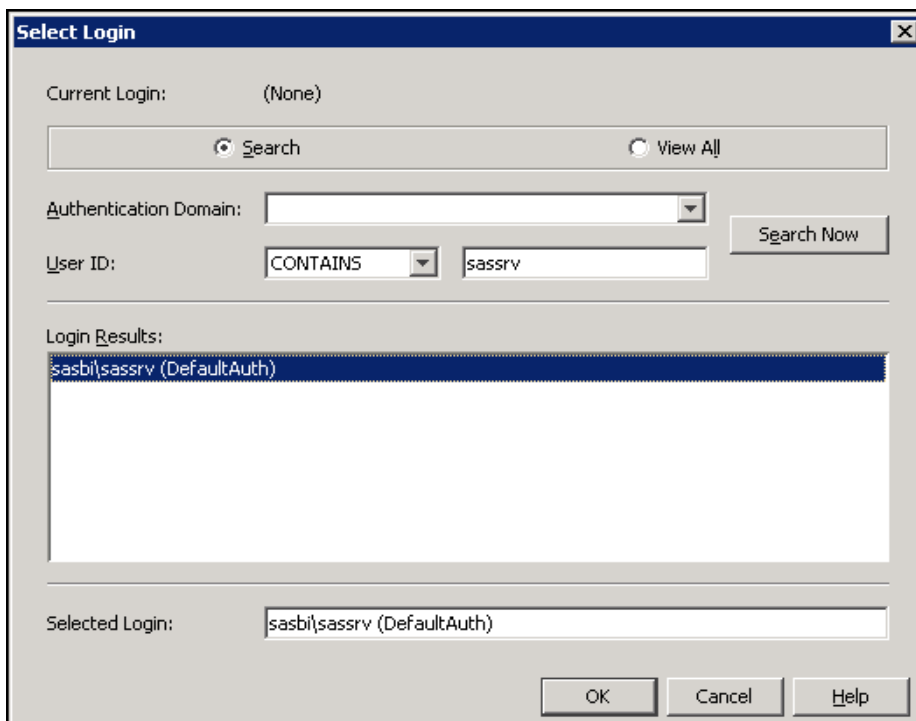 Select Login
Current Login: (None)
Search View All
Authentication Domain:
Search Now
User ID: CONTAINS sassrv
Login Results:
sasbi\sassrv (DefaultAuth)
Selected Login: sasbi\sassrv (DefaultAuth)
OK Cancel Help